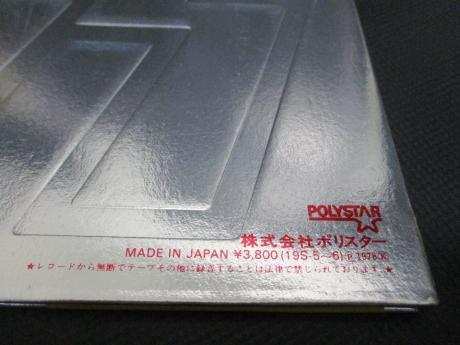 POLYSTAR
株式会社ポリスター
MADE IN JAPAN ¥3,800 (19S-5〜6)
★レコードから無断でテープその他に録音することは法律で禁じられております。★